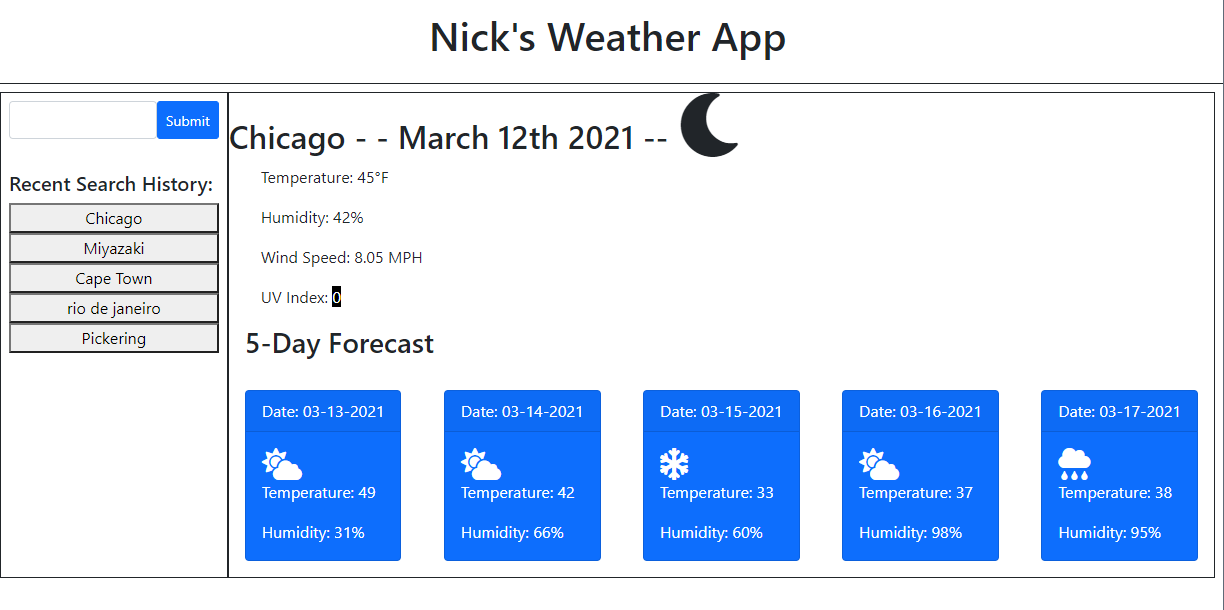 Nick's Weather App
Submit
Recent Search History:
Chicago
Miyazaki
Cape Town
rio de janeiro
Pickering
Chicago - - March 12th 2021 --
Temperature: 45°F
Humidity: 42%
Wind Speed: 8.05 MPH
UV Index: 0
5-Day Forecast
Date: 03-13-2021
Temperature: 49
Humidity: 31%
Date: 03-14-2021
Temperature: 42
Humidity: 66%
Date: 03-15-2021
Temperature: 33
Humidity: 60%
Date: 03-16-2021
Temperature: 37
Humidity: 98%
Date: 03-17-2021
Temperature: 38
Humidity: 95%